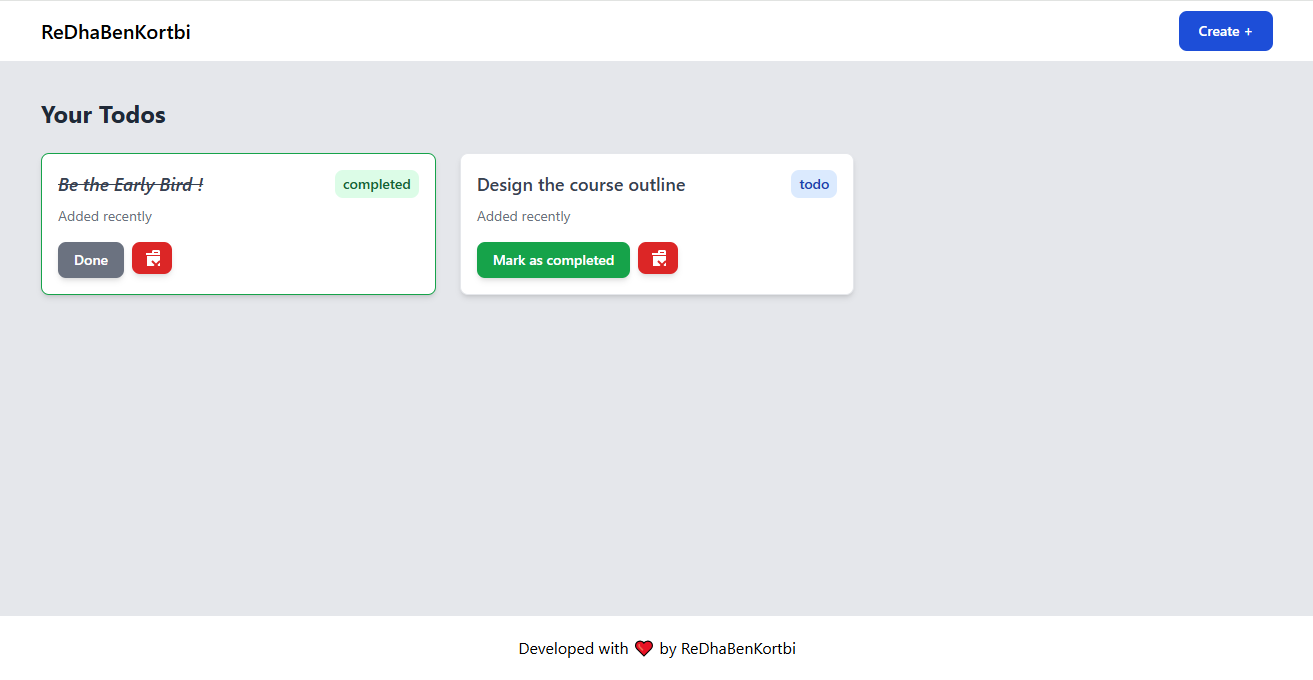 ReDhaBenKortbi
Create +
Your Todos
Be the Early Bird !
completed
Added recently
Done
Design the course outline
todo
Added recently
Mark as completed
Developed with ❤ by ReDhaBenKortbi